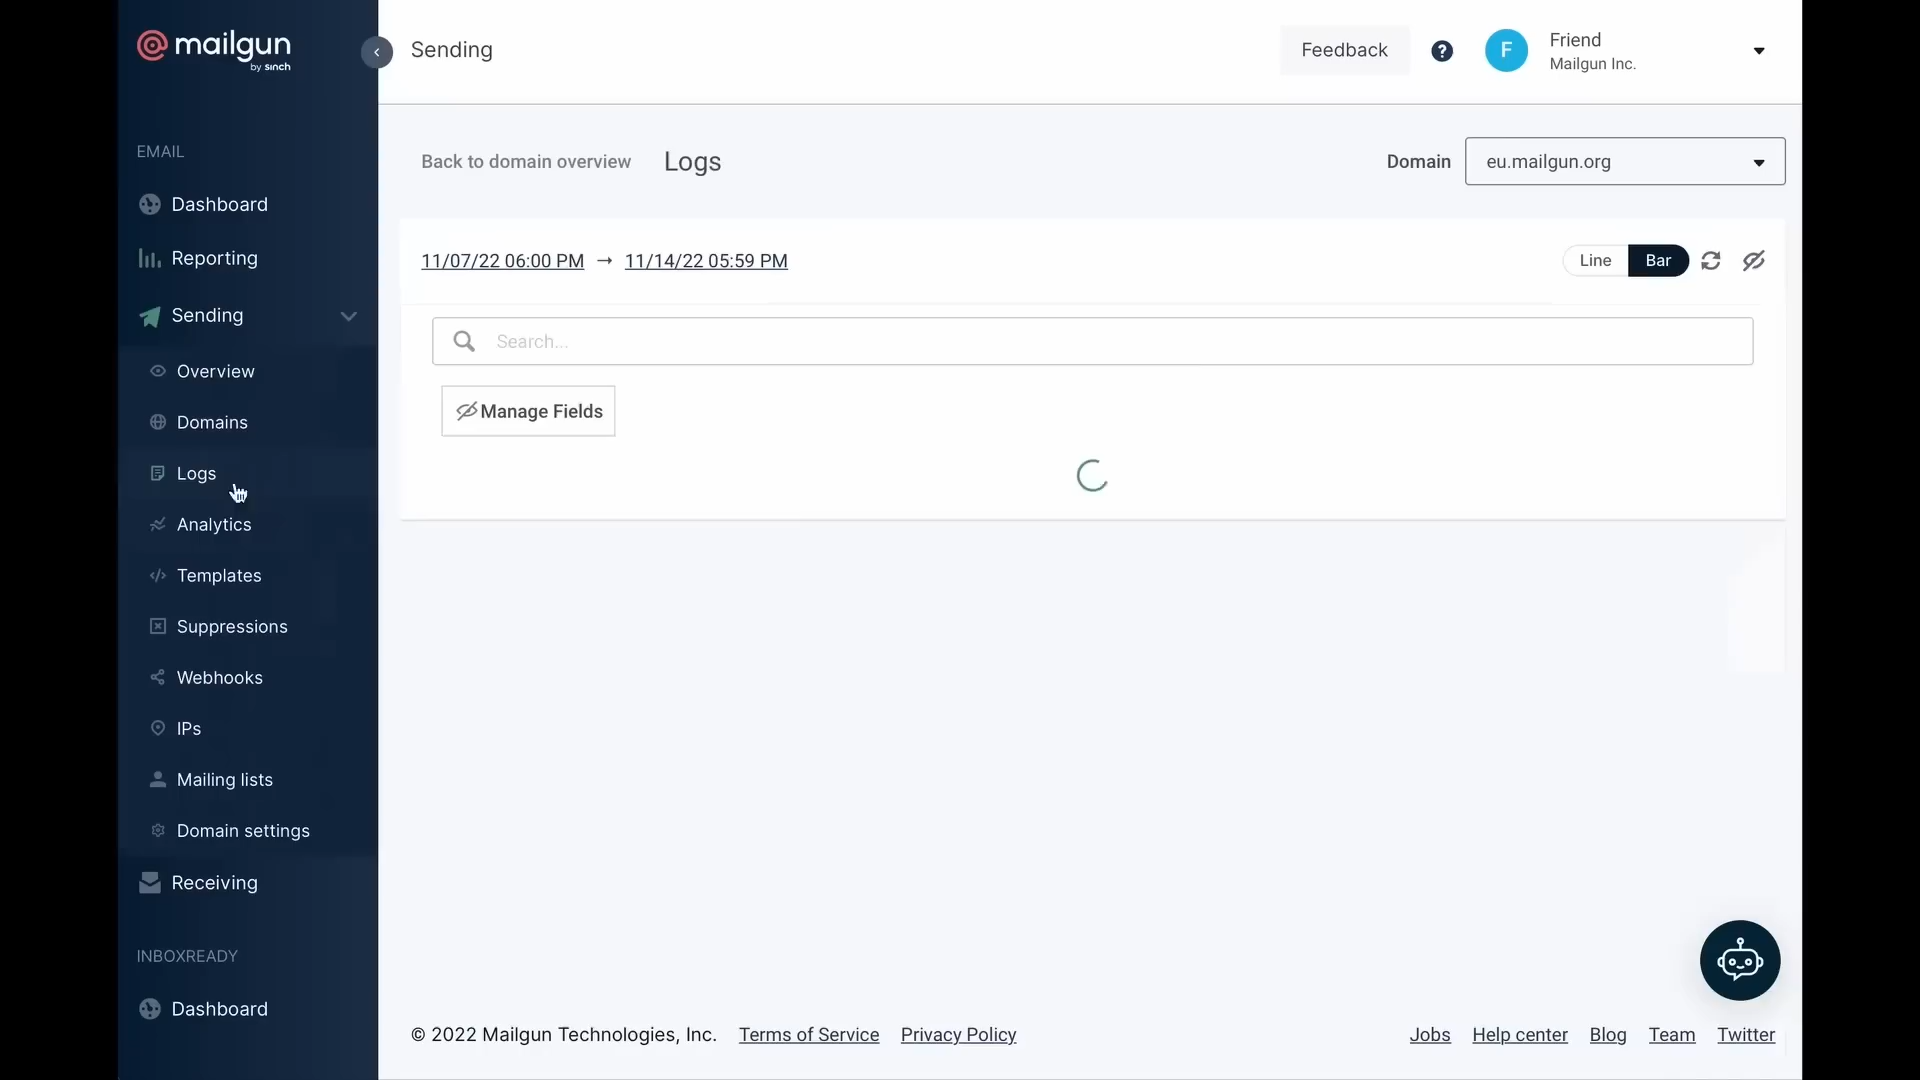 mailgun
by sinch
Sending
Feedback
?
F
Friend
Mailgun Inc.
EMAIL
Dashboard
Reporting
Sending
Overview
Domains
Logs
Analytics
Templates
Suppressions
Webhooks
IPs
Mailing lists
Domain settings
Receiving
INBOXREADY
Dashboard
Back to domain overview
Logs
Domain
eu.mailgun.org
11/07/22 06:00 PM → 11/14/22 05:59 PM
Line
Bar
Search...
Manage Fields
© 2022 Mailgun Technologies, Inc. Terms of Service Privacy Policy
Jobs Help center Blog Team Twitter